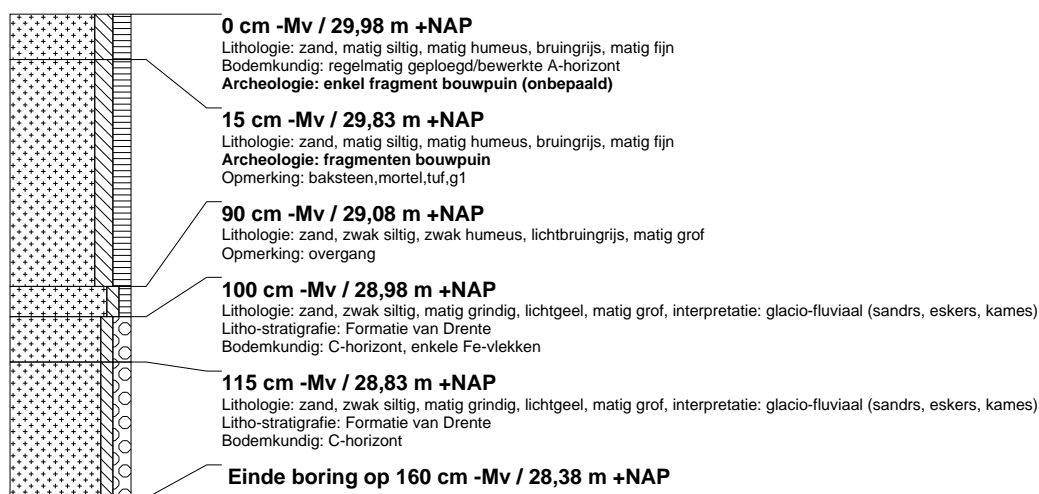 0 cm -Mv / 29,98 m +NAP
Lithologie: zand, matig siltig, matig humeus, bruingrijs, matig fijn
Bodemkundig: regelmatig geploegd/bewerkte A-horizont
Archeologie: enkel fragment bouwpuin (onbepaald)
15 cm -Mv / 29,83 m +NAP
Lithologie: zand, matig siltig, matig humeus, bruingrijs, matig fijn
Archeologie: fragmenten bouwpuin
Opmerking: baksteen,mortel,tuf,g1
90 cm -Mv / 29,08 m +NAP
Lithologie: zand, zwak siltig, zwak humeus, lichtbruingrijs, matig grof
Opmerking: overgang
100 cm -Mv / 28,98 m +NAP
Lithologie: zand, zwak siltig, matig grindig, lichtgeel, matig grof, interpretatie: glacio-fluviaal (sandrs, eskers, kames)
Litho-stratigrafie: Formatie van Drente
Bodemkundig: C-horizont, enkele Fe-vlekken
115 cm -Mv / 28,83 m +NAP
Lithologie: zand, zwak siltig, matig grindig, lichtgeel, matig grof, interpretatie: glacio-fluviaal (sandrs, eskers, kames)
Litho-stratigrafie: Formatie van Drente
Bodemkundig: C-horizont
Einde boring op 160 cm -Mv / 28,38 m +NAP